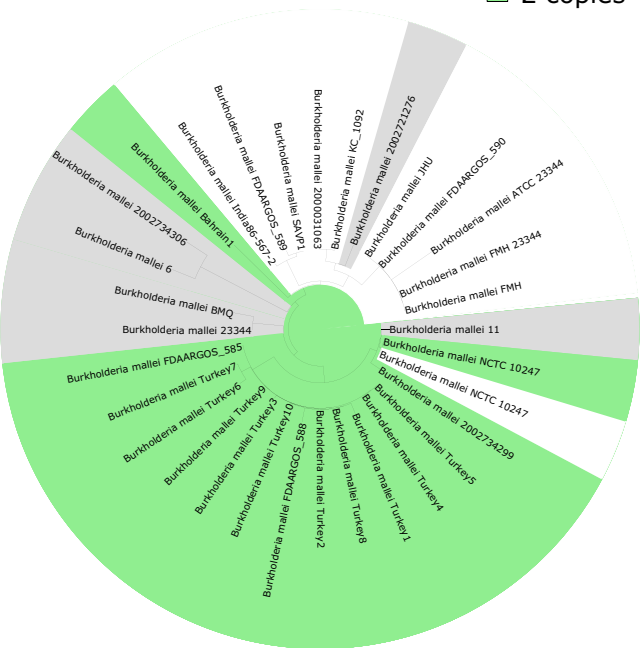 2 copies
Burkholderia mallei 2002721276
Burkholderia mallei JHU
Burkholderia mallei FDAARGOS_590
Burkholderia mallei ATCC 23344
Burkholderia mallei FMH 23344
Burkholderia mallei FMH
Burkholderia mallei 11
Burkholderia mallei NCTC 10247
Burkholderia mallei NCTC 10247
Burkholderia mallei 2002734299
Burkholderia mallei Turkey5
Burkholderia mallei Turkey4
Burkholderia mallei Turkey1
Burkholderia mallei Turkey8
Burkholderia mallei Turkey2
Burkholderia mallei FDAARGOS_588
Burkholderia mallei Turkey10
Burkholderia mallei Turkey3
Burkholderia mallei Turkey9
Burkholderia mallei Turkey6
Burkholderia mallei Turkey7
Burkholderia mallei FDAARGOS_585
Burkholderia mallei 23344
Burkholderia mallei BMQ
Burkholderia mallei 6
Burkholderia mallei 2002734306
Burkholderia mallei Bahrain1
Burkholderia mallei India86-567-2
Burkholderia mallei FDAARGOS_589
Burkholderia mallei SAVP1
Burkholderia mallei 2000031063
Burkholderia mallei KC_1092